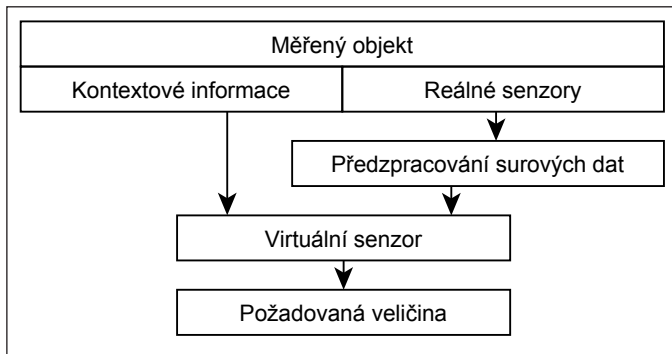 Měřený objekt
Kontextové informace
Reálné senzory
Předzpracování surových dat
Virtuální senzor
Požadovaná veličina